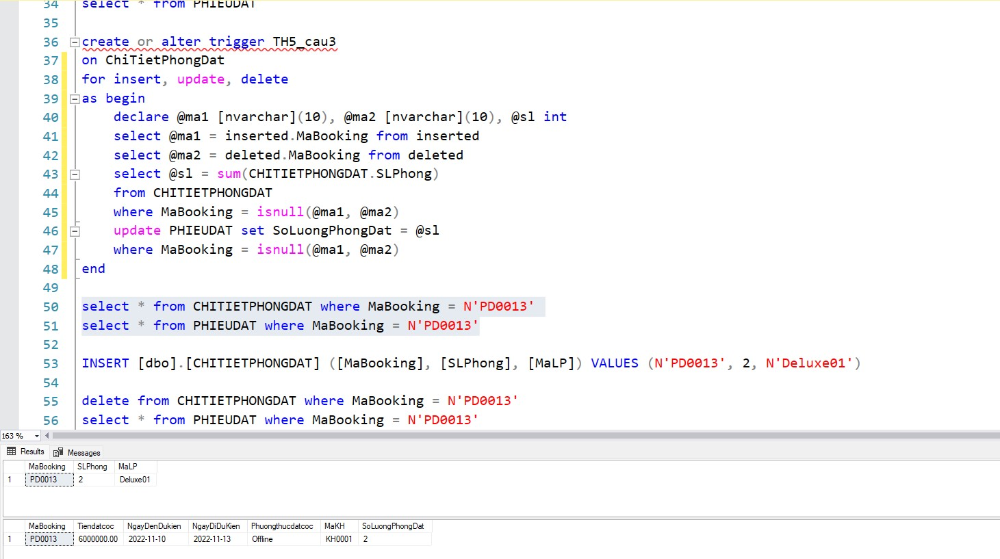 34 select * from PHIEUDAT
35
36 create or alter trigger TH5_cau3
37 on ChiTietPhongDat
38 for insert, update, delete
39 as begin
40 declare @ma1 [nvarchar](10), @ma2 [nvarchar](10), @sl int
41 select @ma1 = inserted.MaBooking from inserted
42 select @ma2 = deleted.MaBooking from deleted
43 select @sl = sum(CHITIETPHONGDAT.SLPhong)
44 from CHITIETPHONGDAT
45 where MaBooking = isnull(@ma1, @ma2)
46 update PHIEUDAT set SoLuongPhongDat = @sl
47 where MaBooking = isnull(@ma1, @ma2)
48 end
49
50 select * from CHITIETPHONGDAT where MaBooking = N'PD0013'
51 select * from PHIEUDAT where MaBooking = N'PD0013'
52
53 INSERT [dbo].[CHITIETPHONGDAT] ([MaBooking], [SLPhong], [MaLP]) VALUES (N'PD0013', 2, N'Deluxe01')
54
55 delete from CHITIETPHONGDAT where MaBooking = N'PD0013'
56 select * from PHIEUDAT where MaBooking = N'PD0013'
163 %
Results Messages
MaBooking SLPhong MaLP
1 PD0013 2 Deluxe01
MaBooking Tiendatcoc NgayDenDukien NgayDiDuKien Phuongthucdatcoc MaKH SoLuongPhongDat
1 PD0013 6000000.00 2022-11-10 2022-11-13 Offline KH0001 2